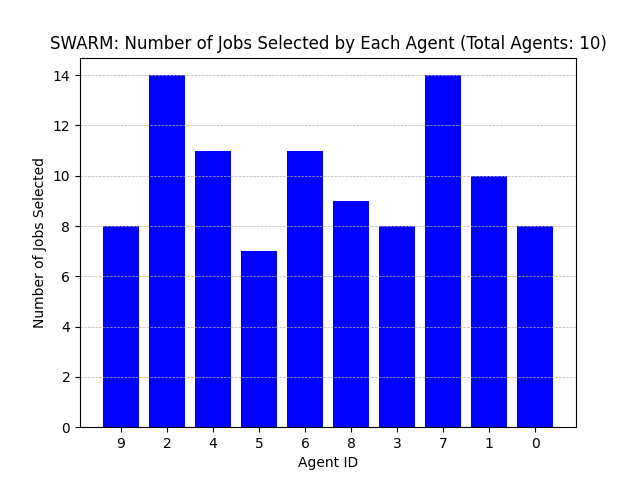 SWARM: Number of Jobs Selected by Each Agent (Total Agents: 10)
Number of Jobs Selected
14
12
10
8
6
4
2
0
9 2 4 5 6 8 3 7 1 0
Agent ID